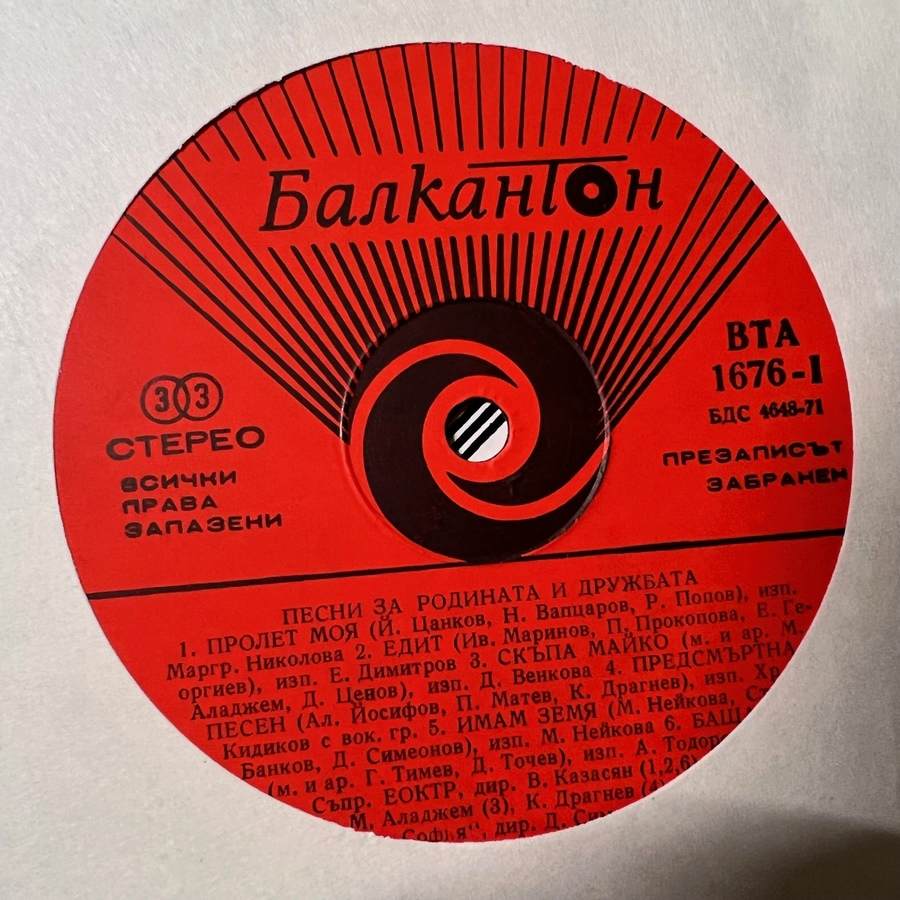 Балкантон
ВТА
1676-I
БДС 4648-71
33
СТЕРЕО
ВСИЧКИ
ПРАВА
ЗАПАЗЕНИ
ПРЕЗАПИСЪТ
ЗАБРАНЕН
ПЕСНИ ЗА РОДИНАТА И ДРУЖБАТА
1. ПРОЛЕТ МОЯ (Й. Цанков, Н. Вапцаров, Р. Попов), изп.
Маргр. Николова 2. ЕДИТ (Ив. Маринов, П. Прокопова, Е. Ге-
оргиев), изп. Е. Димитров 3. СКЪПА МАЙКО (м. и ар. М.
Аладжем, Д. Ценов), изп. Д. Венкова 4. ПРЕДСМЪРТНА
ПЕСЕН (Ал. Йосифов, П. Матев, К. Драгнев), изп. Хр.
Кидиков с вок. гр. 5. ИМАМ ЗЕМЯ (М. Нейкова, Ст
Банков, Д. Симеонов), изп. М. Нейкова 6. БАЩ
(м. и ар. Г. Тимев, Д. Точев), изп. А. Тодоро
Съпр. ЕОКТР, дир. В. Казасян (1,2,6)
М. Аладжем (3), К. Драгнев (4)
дир. Д.